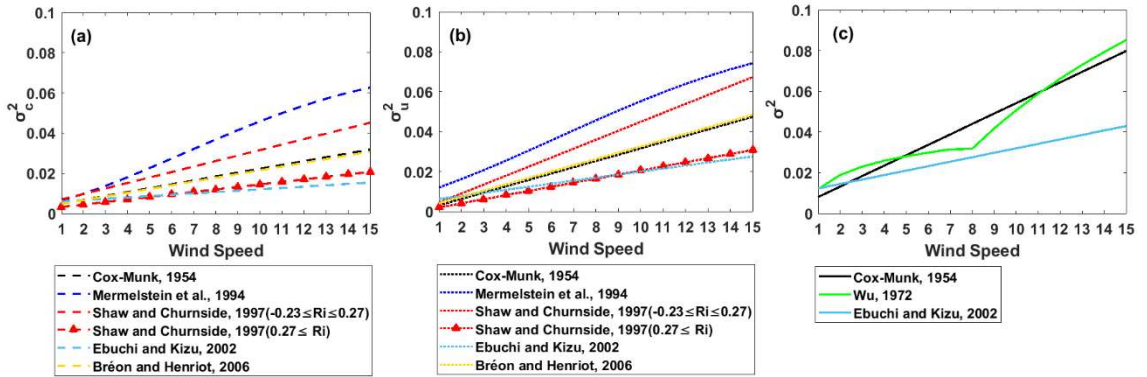 (a)
0.1
0.08
0.06
0.04
0.02
0
σc²
1 2 3 4 5 6 7 8 9 10 11 12 13 14 15
Wind Speed
Cox-Munk, 1954
Mermelstein et al., 1994
Shaw and Churnside, 1997(-0.23≤Ri≤0.27)
Shaw and Churnside, 1997(0.27≤ Ri)
Ebuchi and Kizu, 2002
Bréon and Henriot, 2006
(b)
0.1
0.08
0.06
0.04
0.02
0
σu²
1 2 3 4 5 6 7 8 9 10 11 12 13 14 15
Wind Speed
Cox-Munk, 1954
Mermelstein et al., 1994
Shaw and Churnside, 1997(-0.23≤Ri≤0.27)
Shaw and Churnside, 1997(0.27≤ Ri)
Ebuchi and Kizu, 2002
Bréon and Henriot, 2006
(c)
0.1
0.08
0.06
0.04
0.02
0
σ²
1 2 3 4 5 6 7 8 9 10 11 12 13 14 15
Wind Speed
Cox-Munk, 1954
Wu, 1972
Ebuchi and Kizu, 2002